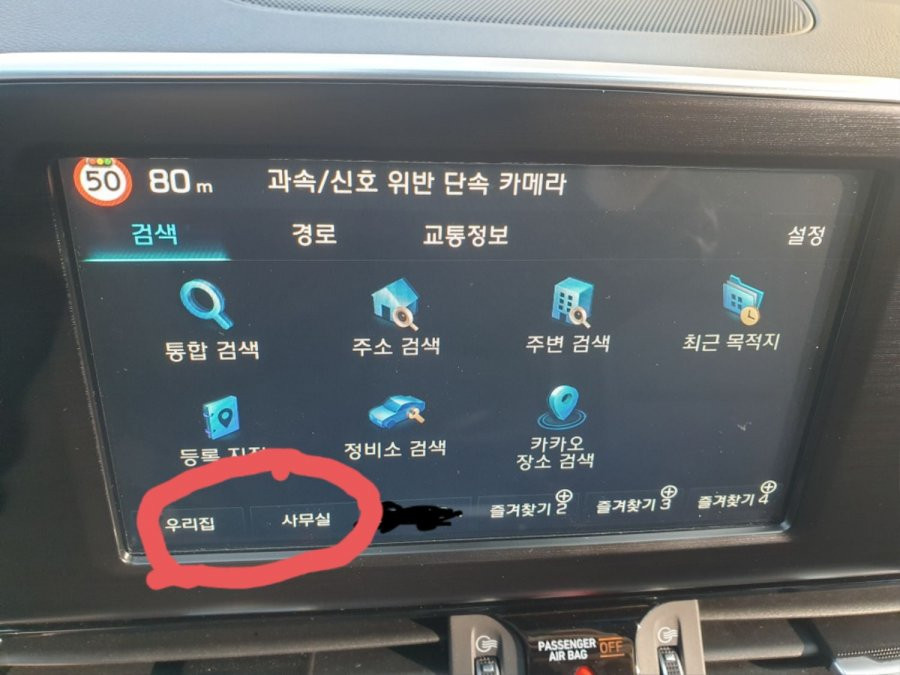 50 80 m 과속/신호 위반 단속 카메라
검색 경로 교통정보 설정
통합 검색 주소 검색 주변 검색 최근 목적지
등록 지점 정비소 검색 카카오
장소 검색
우리집 사무실 즐겨찾기 2 즐겨찾기 3 즐겨찾기 4
PASSENGER OFF
AIR BAG